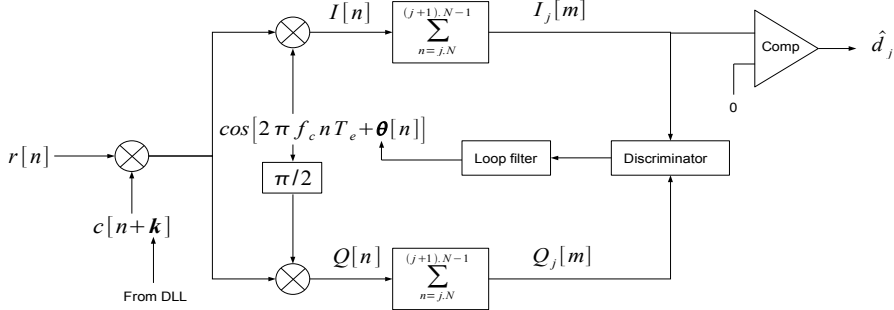 I[n]
∑ n=j.N (j+1).N−1
I_j[m]
Comp
d̂_j
0
cos[2πf_c nT_e+θ[n]]
r[n]
Loop filter
Discriminator
π/2
c[n+k]
Q[n]
∑ n=j.N (j+1).N−1
Q_j[m]
From DLL